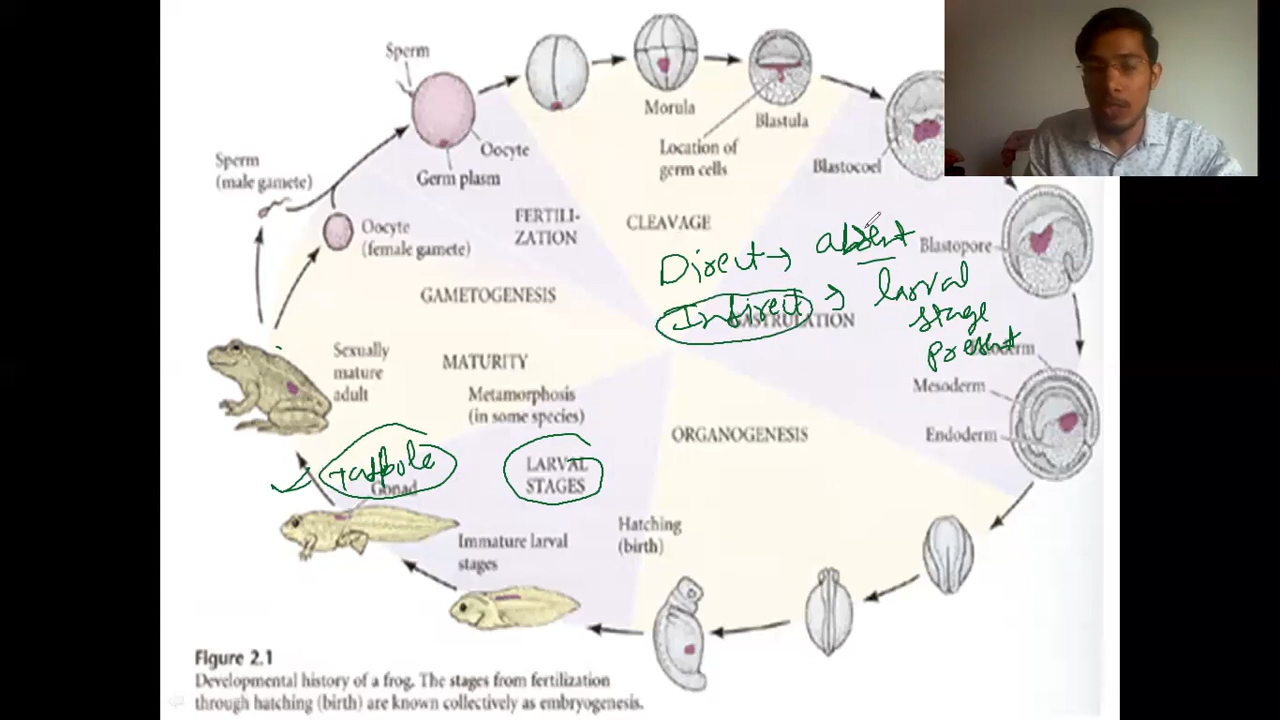 Sperm
Morula
Blastula
Oocyte
Location of
germ cells
Blastocoel
Sperm
(male gamete)
Germ plasm
Oocyte
(female gamete)
FERTILI-
ZATION
CLEAVAGE
Direct → absent
Blastopore
Indirect → larval
stage
present
GAMETOGENESIS
GASTRULATION
Sexually
mature
adult
MATURITY
Metamorphosis
(in some species)
Mesoderm
Endoderm
ORGANOGENESIS
LARVAL
STAGES
Gonad
Hatching
(birth)
Immature larval
stages
Figure 2.1
Developmental history of a frog. The stages from fertilization
through hatching (birth) are known collectively as embryogenesis.